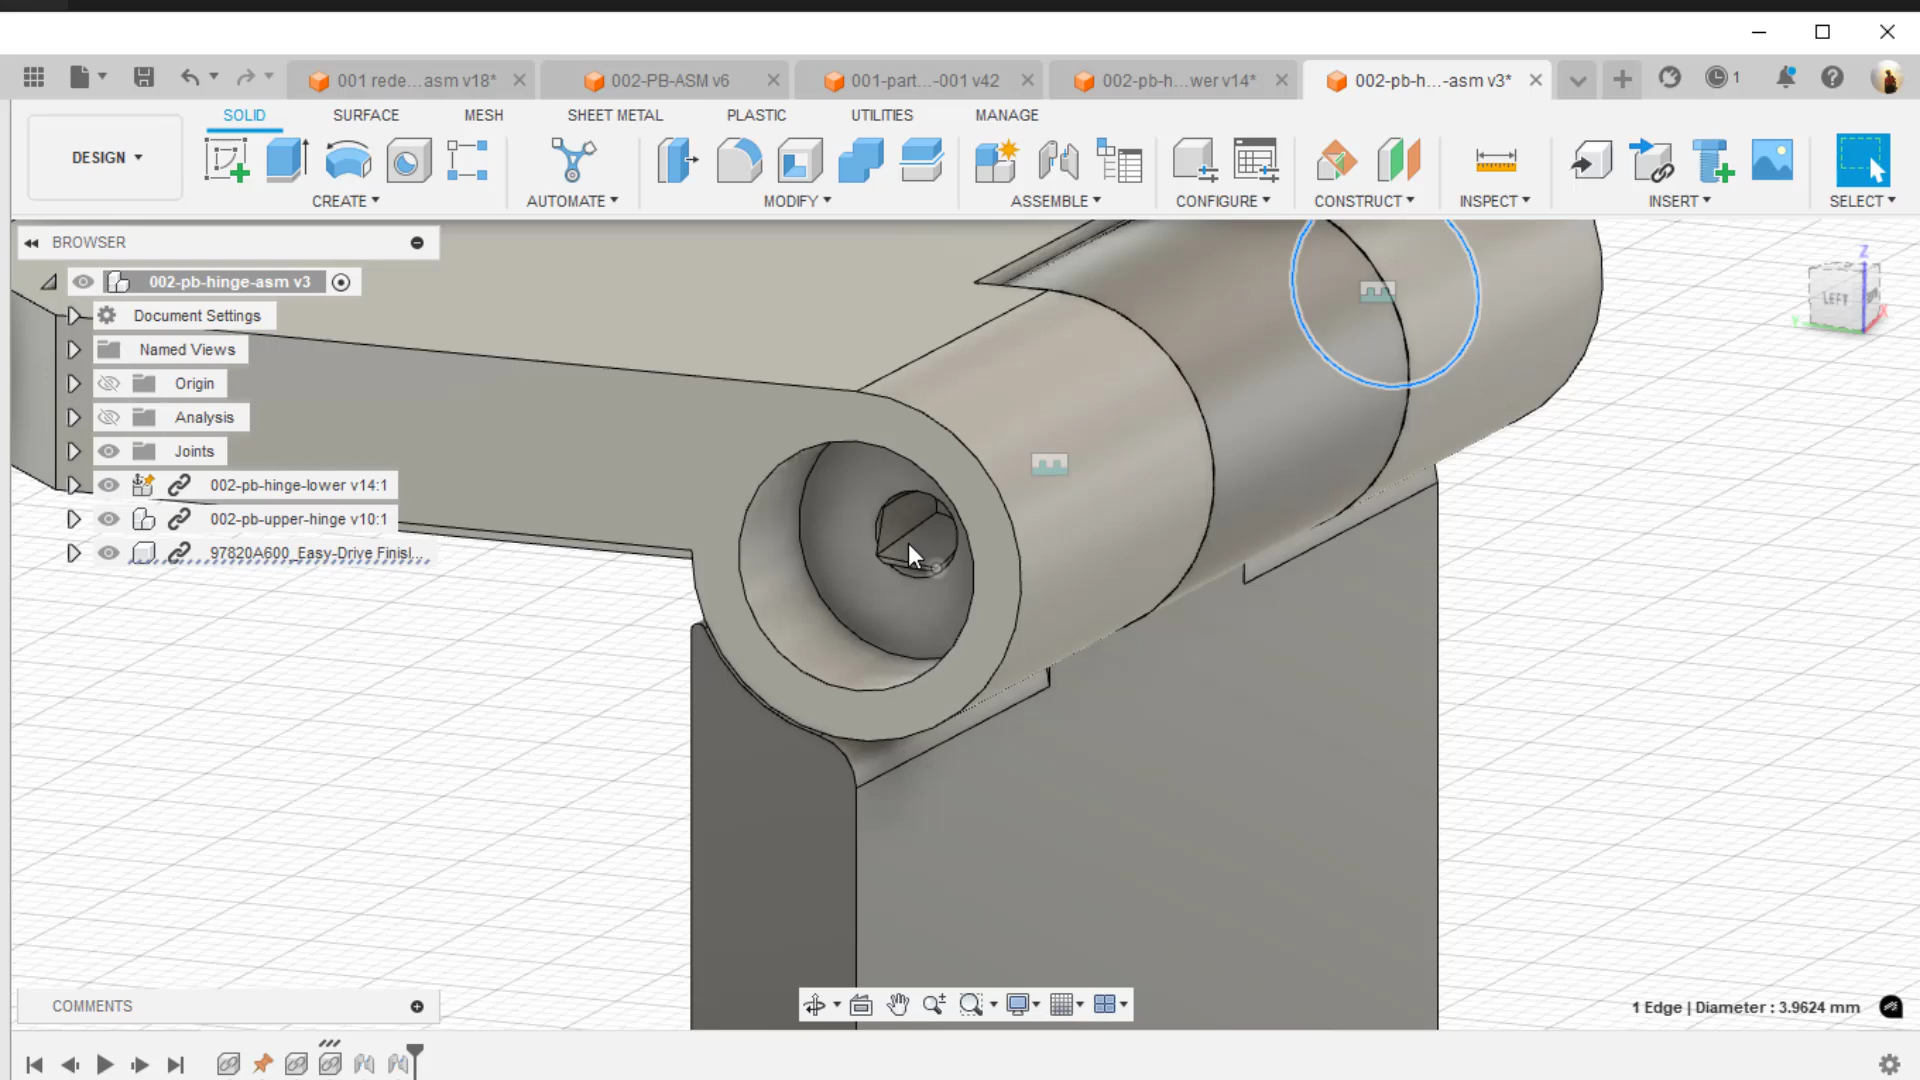 001 rede...asm v18*
002-PB-ASM v6
001-part...-001 v42
002-pb-h...wer v14*
002-pb-h...-asm v3*
1
SOLID
SURFACE
MESH
SHEET METAL
PLASTIC
UTILITIES
MANAGE
DESIGN
CREATE
AUTOMATE
MODIFY
ASSEMBLE
CONFIGURE
CONSTRUCT
INSPECT
INSERT
SELECT
BROWSER
002-pb-hinge-asm v3
Document Settings
Named Views
Origin
Analysis
Joints
002-pb-hinge-lower v14:1
002-pb-upper-hinge v10:1
97820A600_Easy-Drive Finisl...
Z
LEFT
Y
X
COMMENTS
1 Edge | Diameter : 3.9624 mm